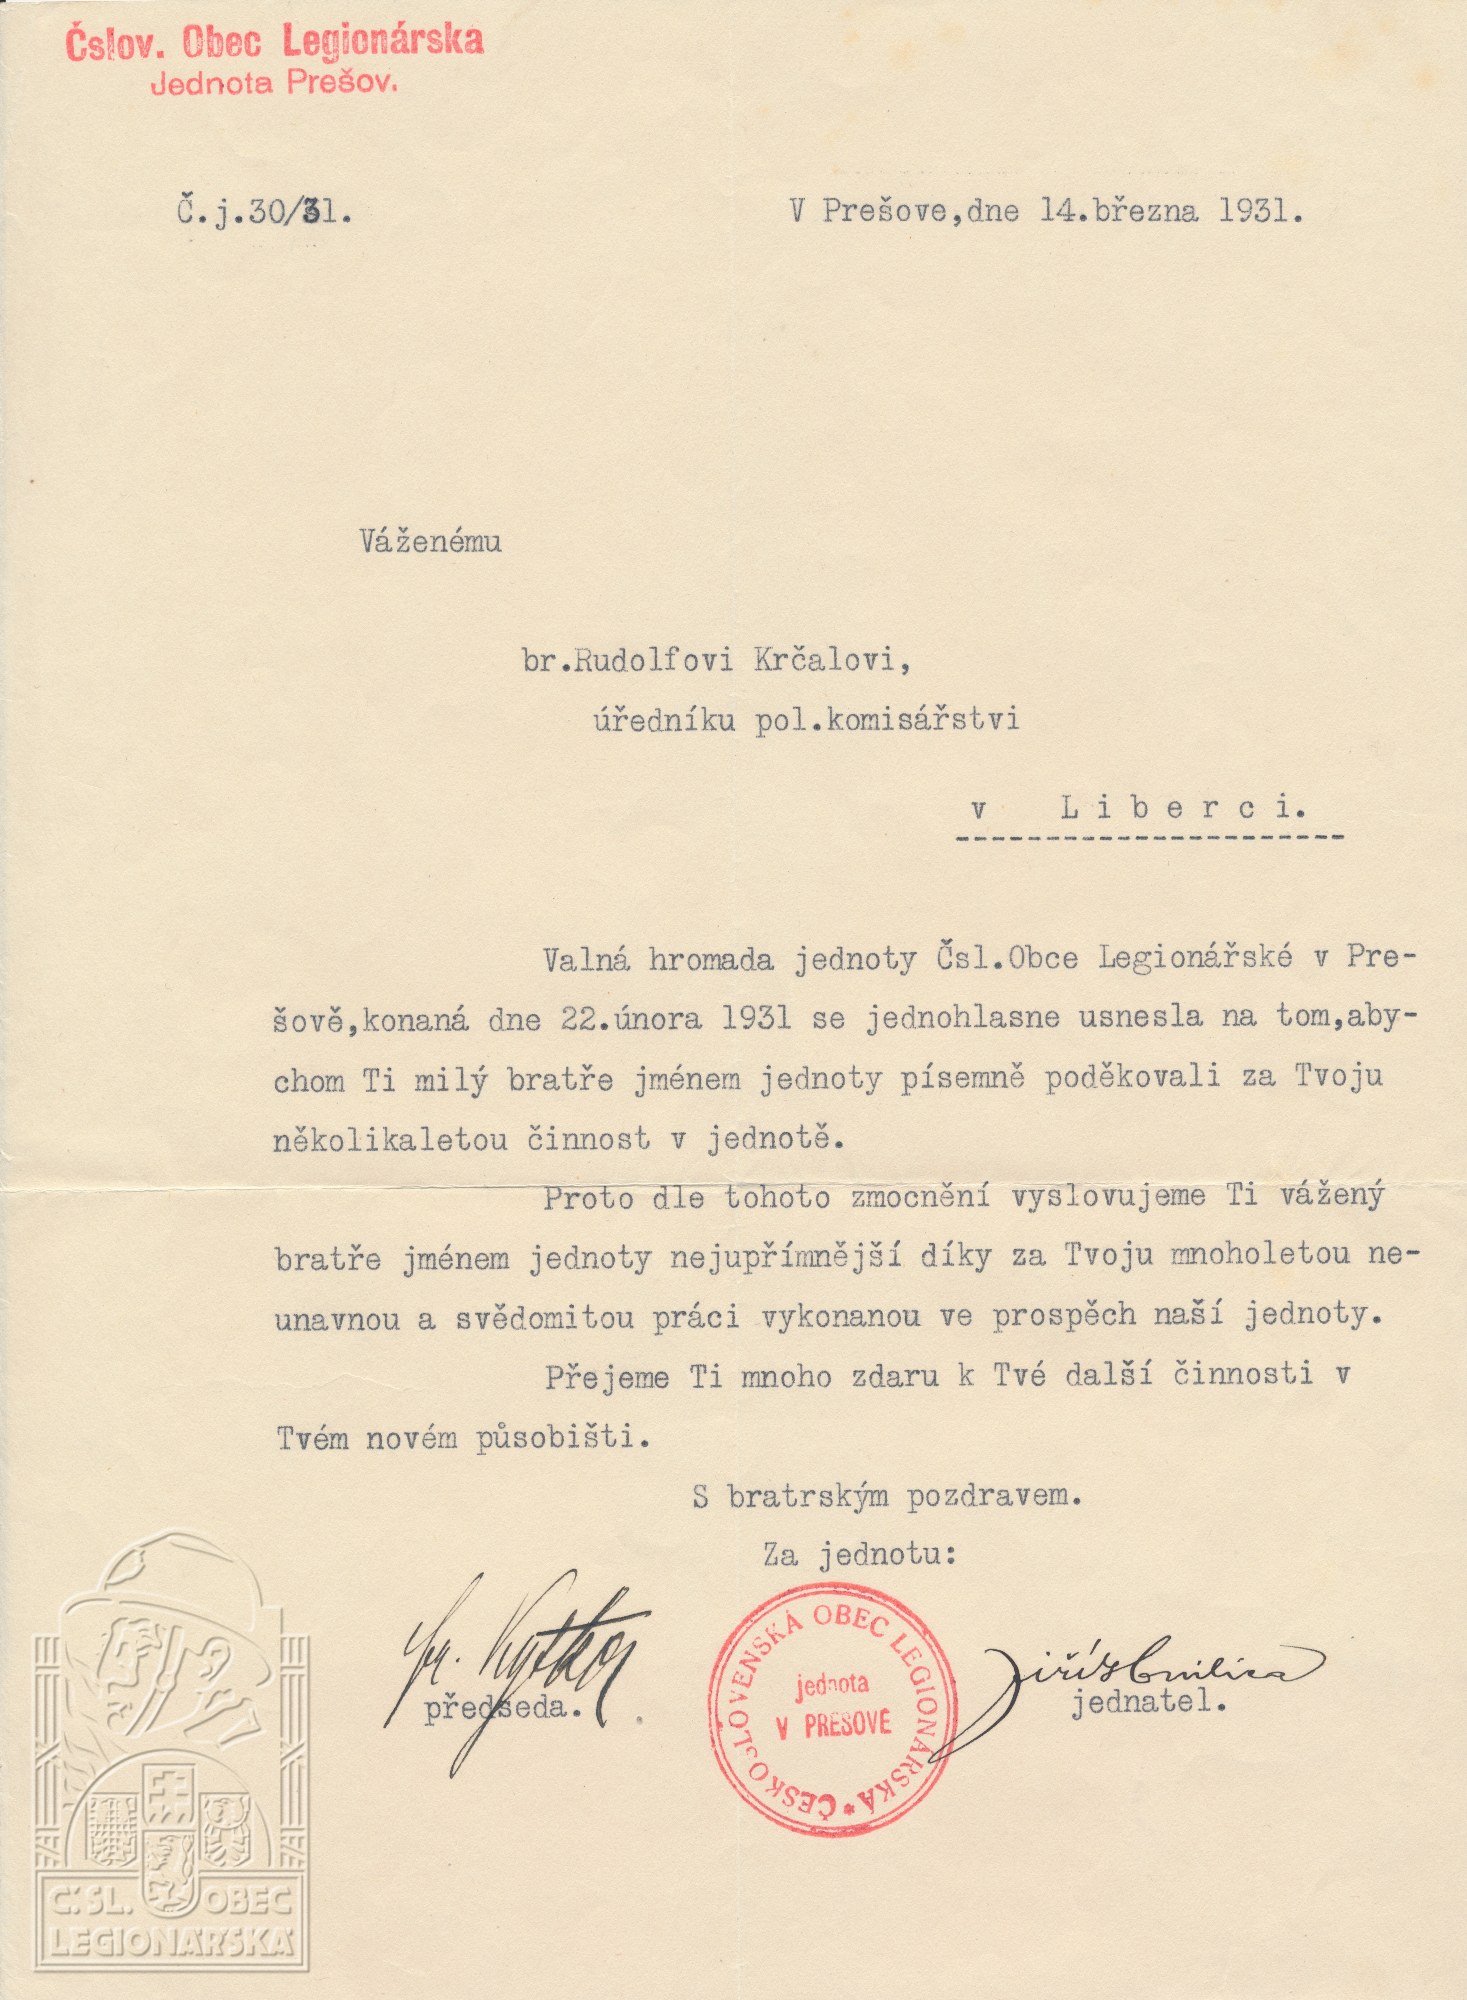 Čslov. Obec Legionárska
Jednota Prešov.
Č.j.30/31.
V Prešove,dne 14.března 1931.
Váženému
br.Rudolfovi Krčalovi,
úředníku pol.komisářstvi
v Liberci.
Valná hromada jednoty Čsl.Obce Legionářské v Pre-
šově,konaná dne 22.února 1931 se jednohlasne usnesla na tom,aby-
chom Ti milý bratře jménem jednoty písemně poděkovali za Tvoju
několikaletou činnost v jednotě.
Proto dle tohoto zmocnění vyslovujeme Ti vážený
bratře jménem jednoty nejupřímnější díky za Tvoju mnoholetou ne-
unavnou a svědomitou práci vykonanou ve prospěch naší jednoty.
Přejeme Ti mnoho zdaru k Tvé další činnosti v
Tvém novém působišti.
S bratrským pozdravem.
Za jednotu:
předseda.
ČESKOSLOVENSKÁ OBEC LEGIONÁRSKÁ *
jednota
V PREŠOVĚ
Jiří
jednatel.
Č'SL. OBEC
LEGIONÁRSKÁ